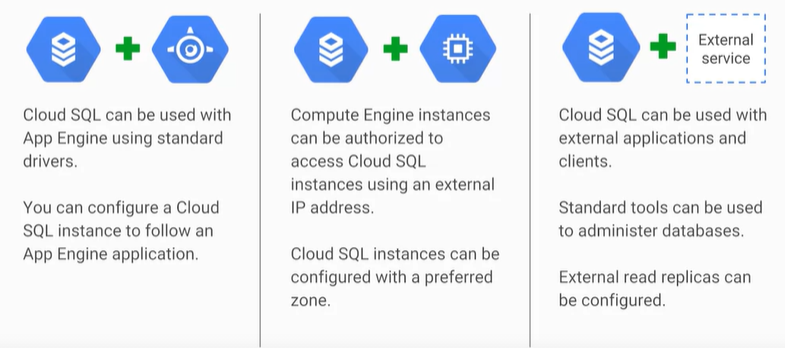 Cloud SQL can be used with
App Engine using standard
drivers.
You can configure a Cloud
SQL instance to follow an
App Engine application.
Compute Engine instances
can be authorized to
access Cloud SQL
instances using an external
IP address.
Cloud SQL instances can be
configured with a preferred
zone.
External
service
Cloud SQL can be used with
external applications and
clients.
Standard tools can be used
to administer databases.
External read replicas can
be configured.